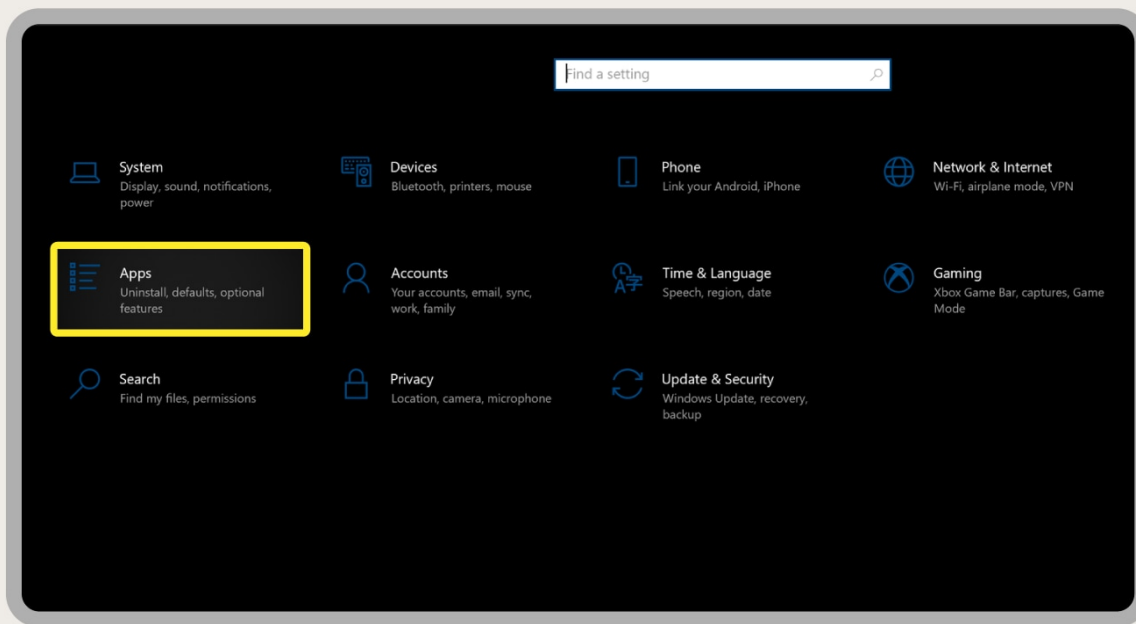 Find a setting
System
Display, sound, notifications,
power
Devices
Bluetooth, printers, mouse
Phone
Link your Android, iPhone
Network & Internet
Wi-Fi, airplane mode, VPN
Apps
Uninstall, defaults, optional
features
Accounts
Your accounts, email, sync,
work, family
Time & Language
Speech, region, date
Gaming
Xbox Game Bar, captures, Game
Mode
Search
Find my files, permissions
Privacy
Location, camera, microphone
Update & Security
Windows Update, recovery,
backup